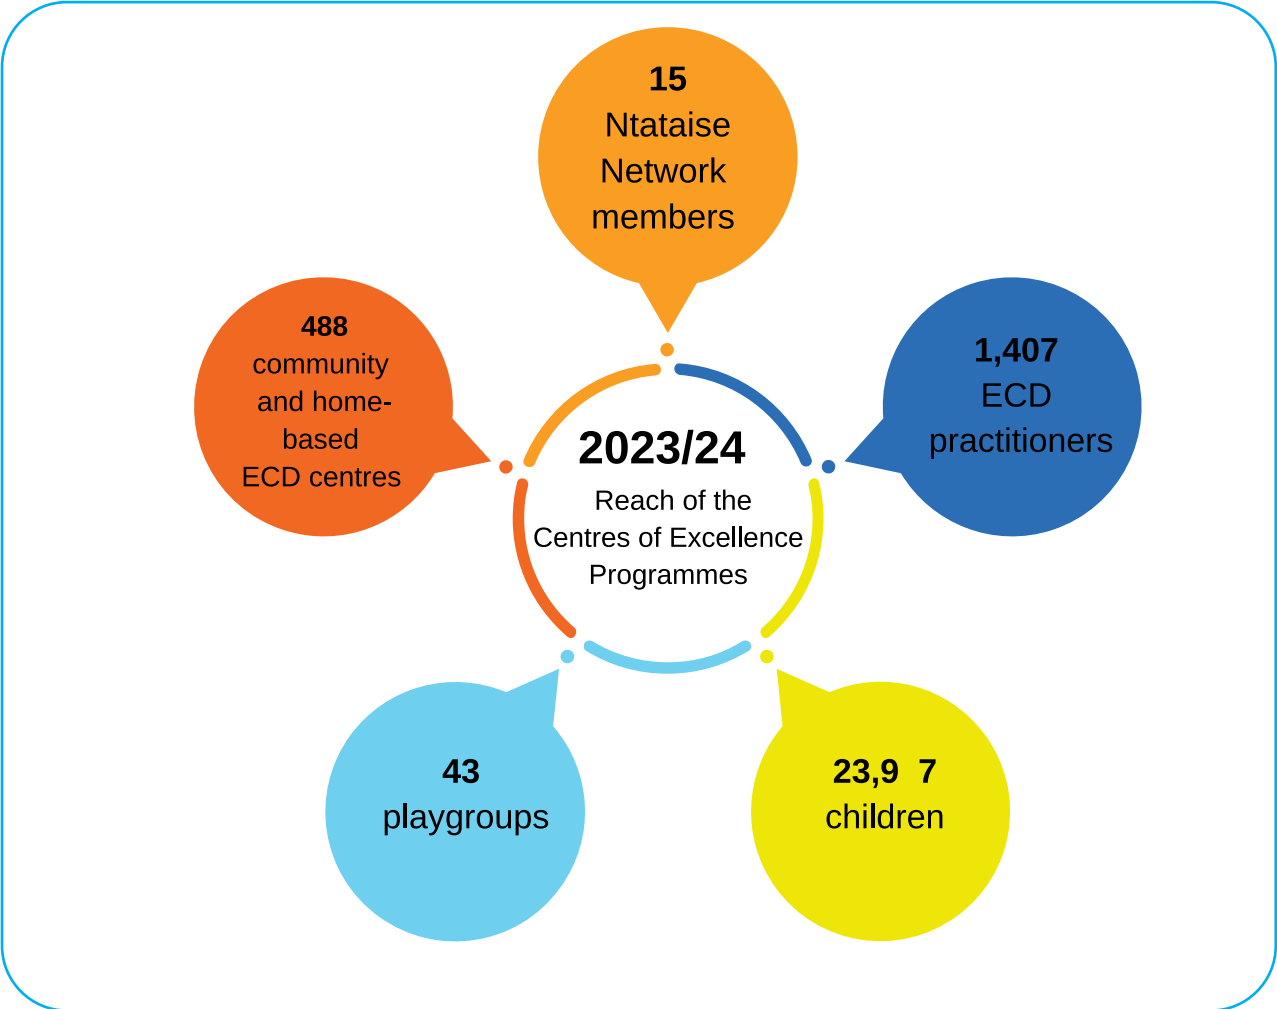 15
Ntataise
Network
members
488
community
and home-
based
ECD centres
1,407
ECD
practitioners
2023/24
Reach of the
Centres of Excellence
Programmes
43
playgroups
23,9 7
children